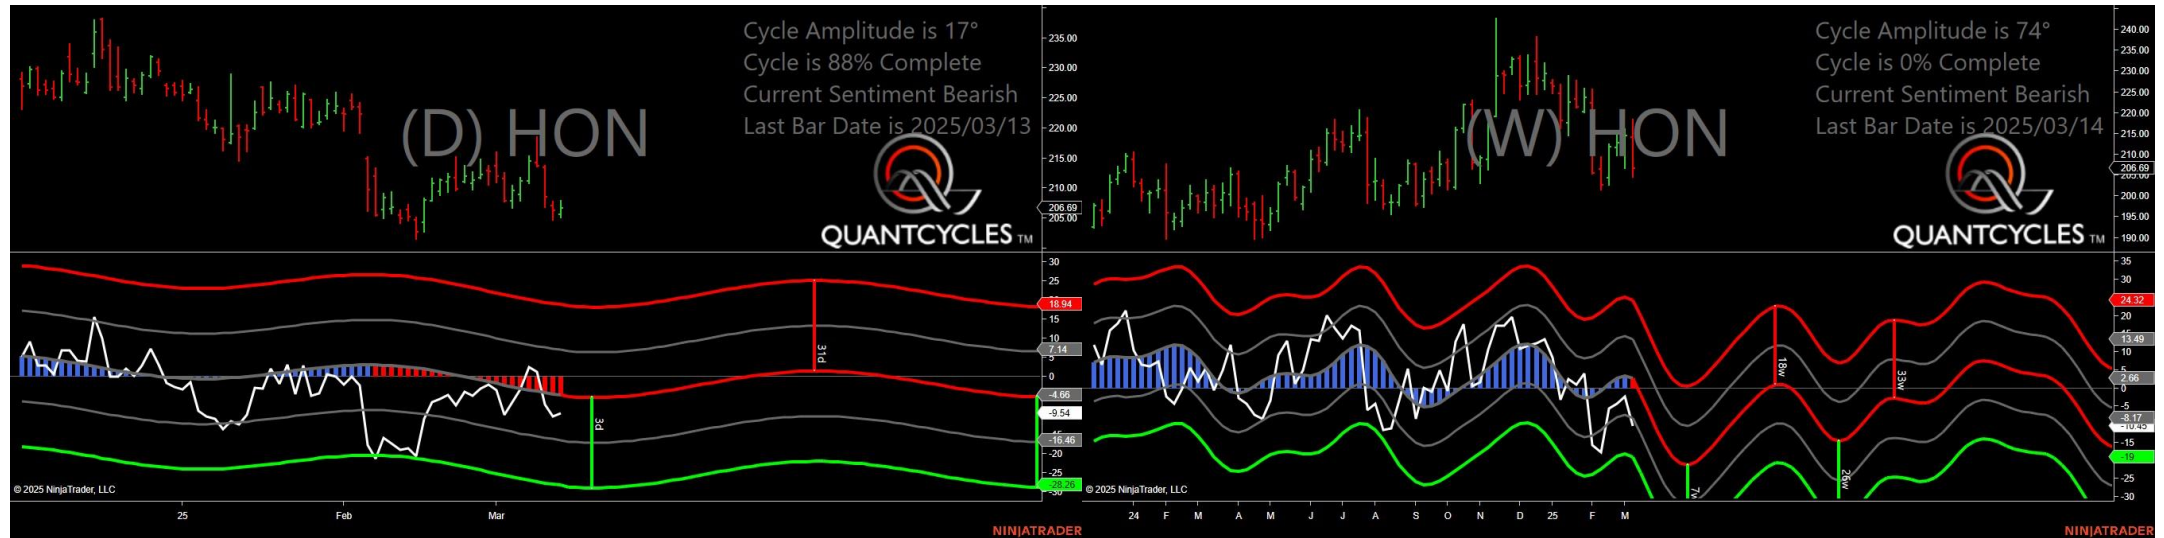 Cycle Amplitude is 17°
Cycle is 88% Complete
Current Sentiment Bearish
Last Bar Date is 2025/03/13
(D) HON
QUANTCYCLES TM
235.00
230.00
225.00
220.00
215.00
210.00
206.69
205.00
30
25
18.94
15
10
7.14
5
0
-4.66
-9.54
-16.46
-20
-25
-28.26
-30
31d
3d
© 2025 NinjaTrader, LLC
25 Feb Mar
NINJATRADER
Cycle Amplitude is 74°
Cycle is 0% Complete
Current Sentiment Bearish
Last Bar Date is 2025/03/14
(W) HON
QUANTCYCLES TM
240.00
235.00
230.00
225.00
220.00
215.00
210.00
206.69
205.00
200.00
195.00
190.00
35
30
24.32
20
13.49
10
5
2.66
0
-5
-8.17
-10.45
-15
-19
-25
-30
18w
33w
7w
© 2025 NinjaTrader, LLC
24 F M A M J J A S O N D 25 F M
NINJATRADER